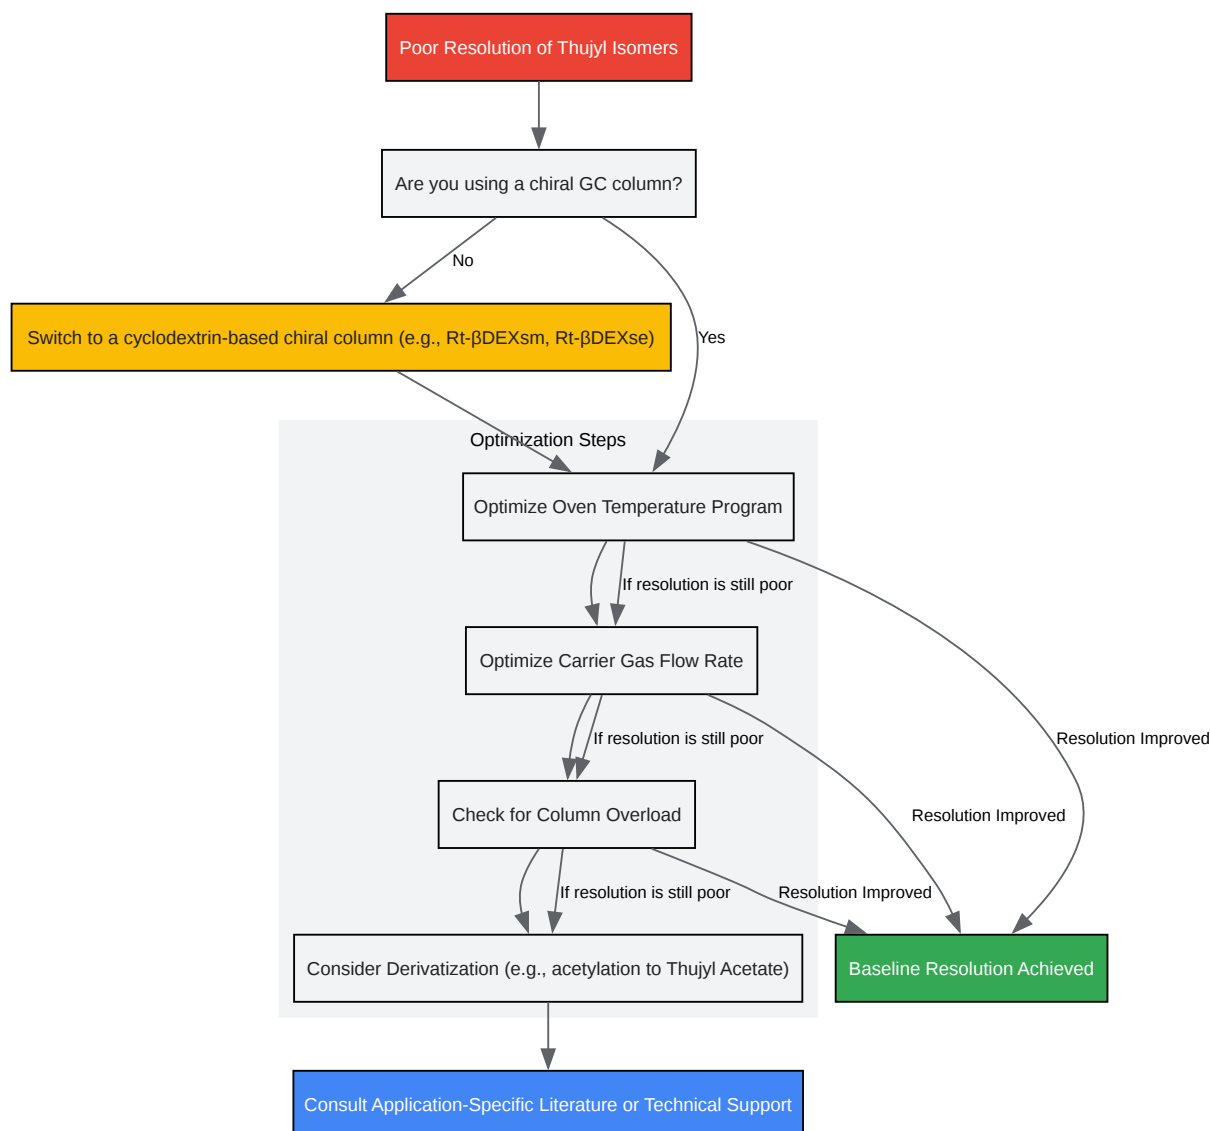 Poor Resolution of Thujyl Isomers
Are you using a chiral GC column?
No
Switch to a cyclodextrin-based chiral column (e.g., Rt-βDEXsm, Rt-βDEXse)
Yes
Optimization Steps
Optimize Oven Temperature Program
If resolution is still poor
Optimize Carrier Gas Flow Rate
If resolution is still poor
Resolution Improved
Check for Column Overload
Resolution Improved
If resolution is still poor
Resolution Improved
Consider Derivatization (e.g., acetylation to Thujyl Acetate)
Baseline Resolution Achieved
Consult Application-Specific Literature or Technical Support